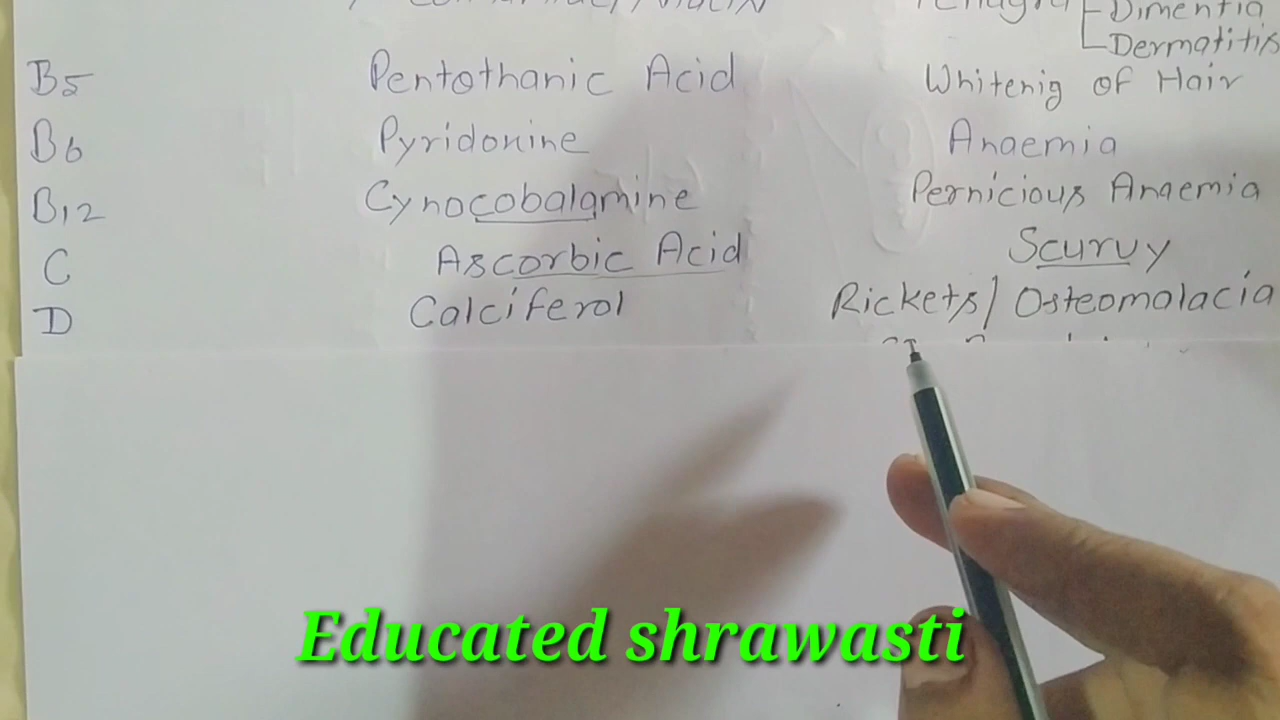 Dimentia
Dermatitis
B5 Pentothanic Acid Whitenig of Hair
B6 Pyridonine Anaemia
B12 Cynocobalamine Pernicious Anaemia
C Ascorbic Acid Scurvy
D Calciferol Rickets/Osteomalacia
Educated shrawasti